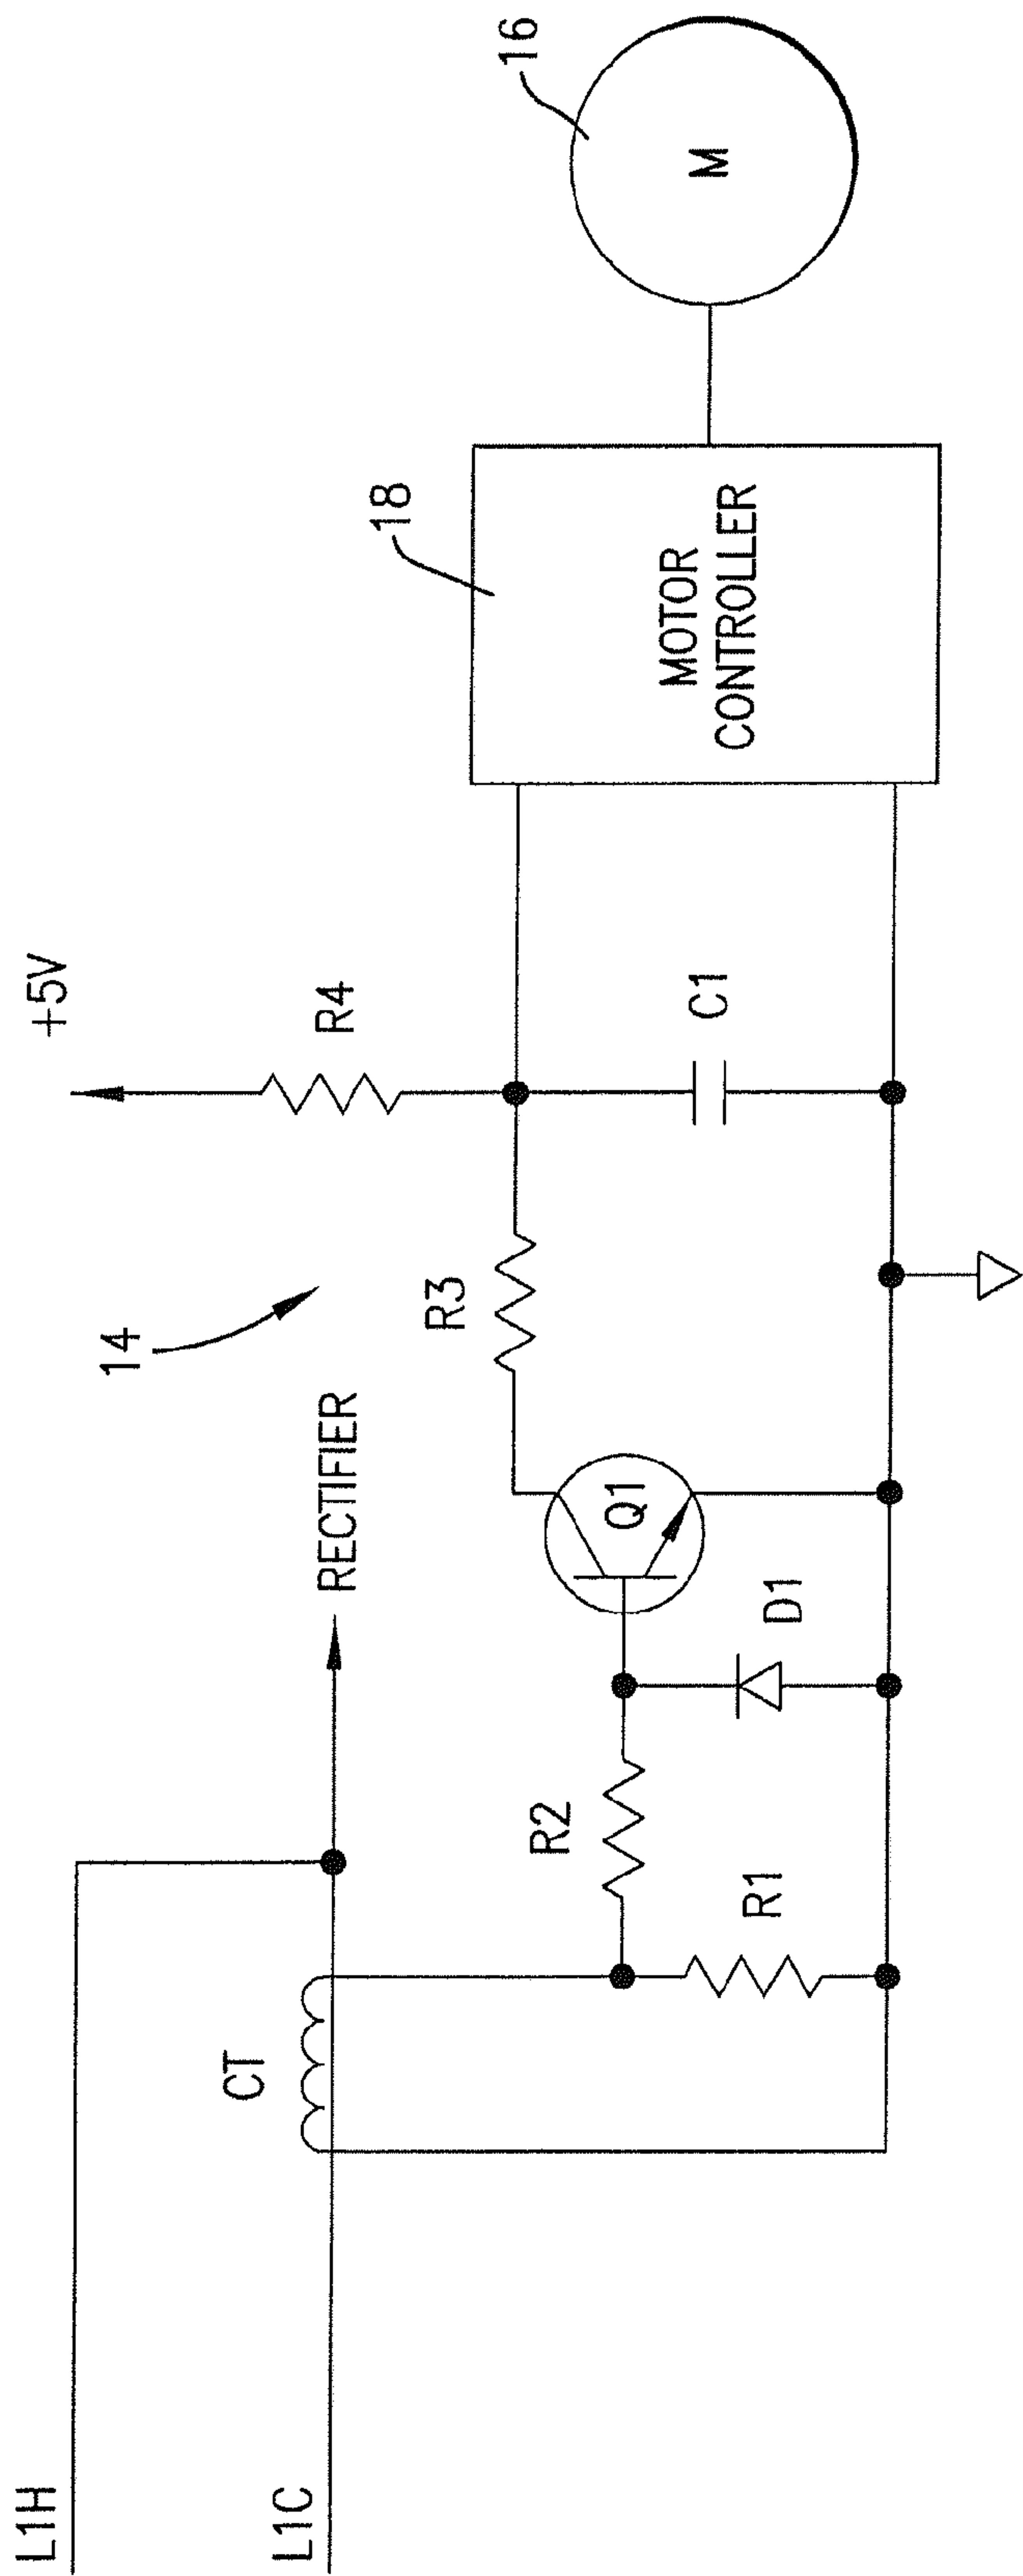 L1H
L1C
CT
RECTIFIER
14
+5V
R4
R3
R2
R1
D1
Q1
C1
18
MOTOR
CONTROLLER
16
M